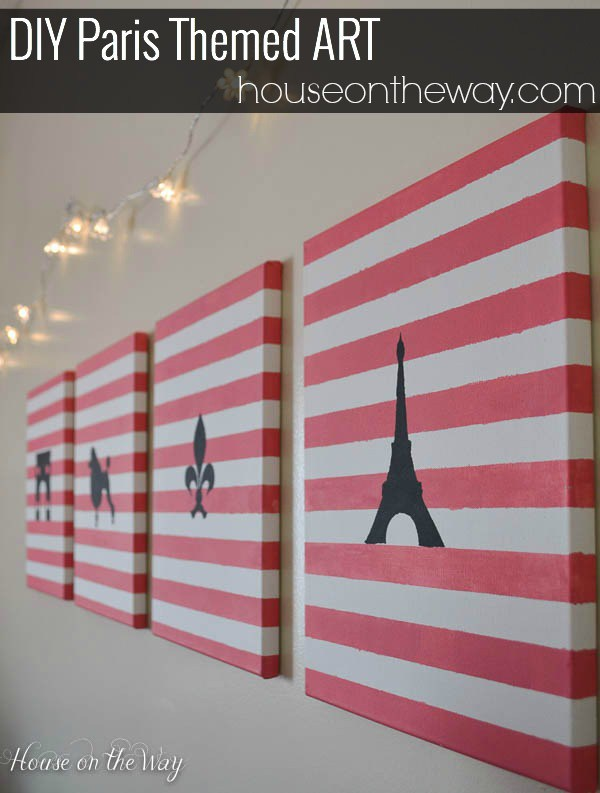 DIY Paris Themed ART
houseontheway.com
House on the Way